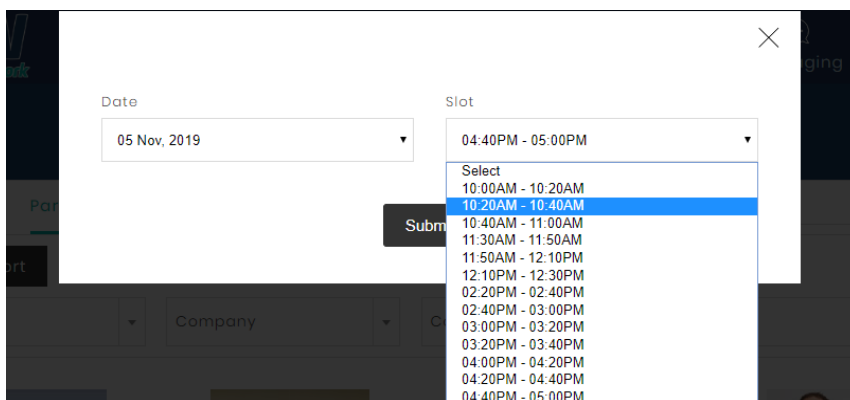 ging
Date
Slot
05 Nov, 2019
04:40PM - 05:00PM
Select
10:00AM - 10:20AM
10:20AM - 10:40AM
10:40AM - 11:00AM
11:30AM - 11:50AM
11:50AM - 12:10PM
12:10PM - 12:30PM
02:20PM - 02:40PM
02:40PM - 03:00PM
03:00PM - 03:20PM
03:20PM - 03:40PM
04:00PM - 04:20PM
04:20PM - 04:40PM
04:40PM - 05:00PM
Par
Subm
ort
Company